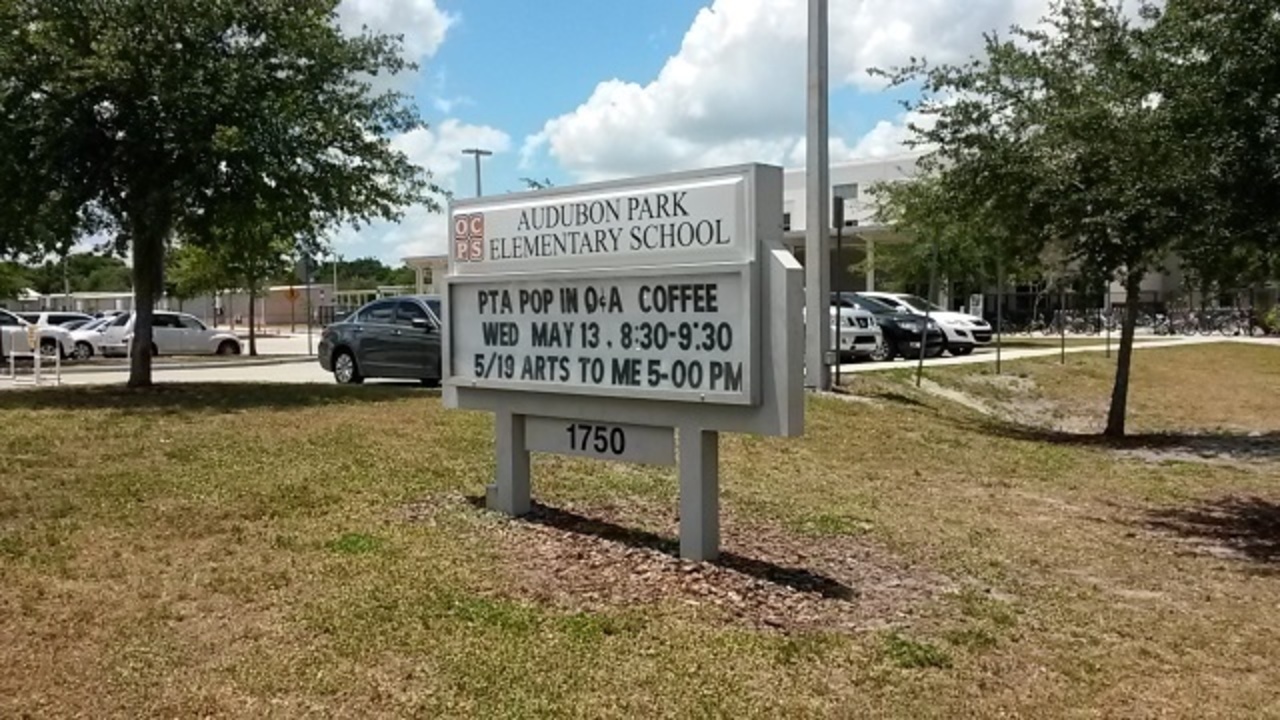 OC
PS
AUDUBON PARK
ELEMENTARY SCHOOL
PTA POP IN Q&A COFFEE
WED MAY 13. 8:30-9:30
5/19 ARTS TO ME 5-00 PM
1750